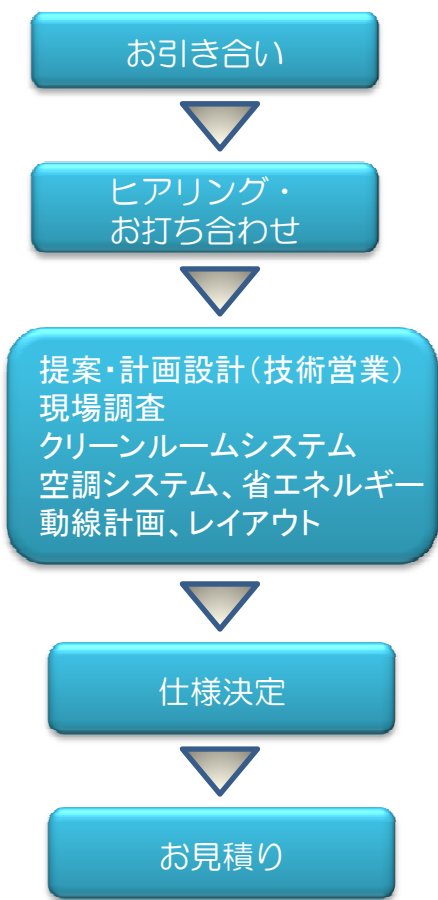 お引き合い
ヒアリング・
お打ち合わせ
提案・計画設計（技術営業）
現場調査
クリーンルームシステム
空調システム、省エネルギー
動線計画、レイアウト
仕様決定
お見積り